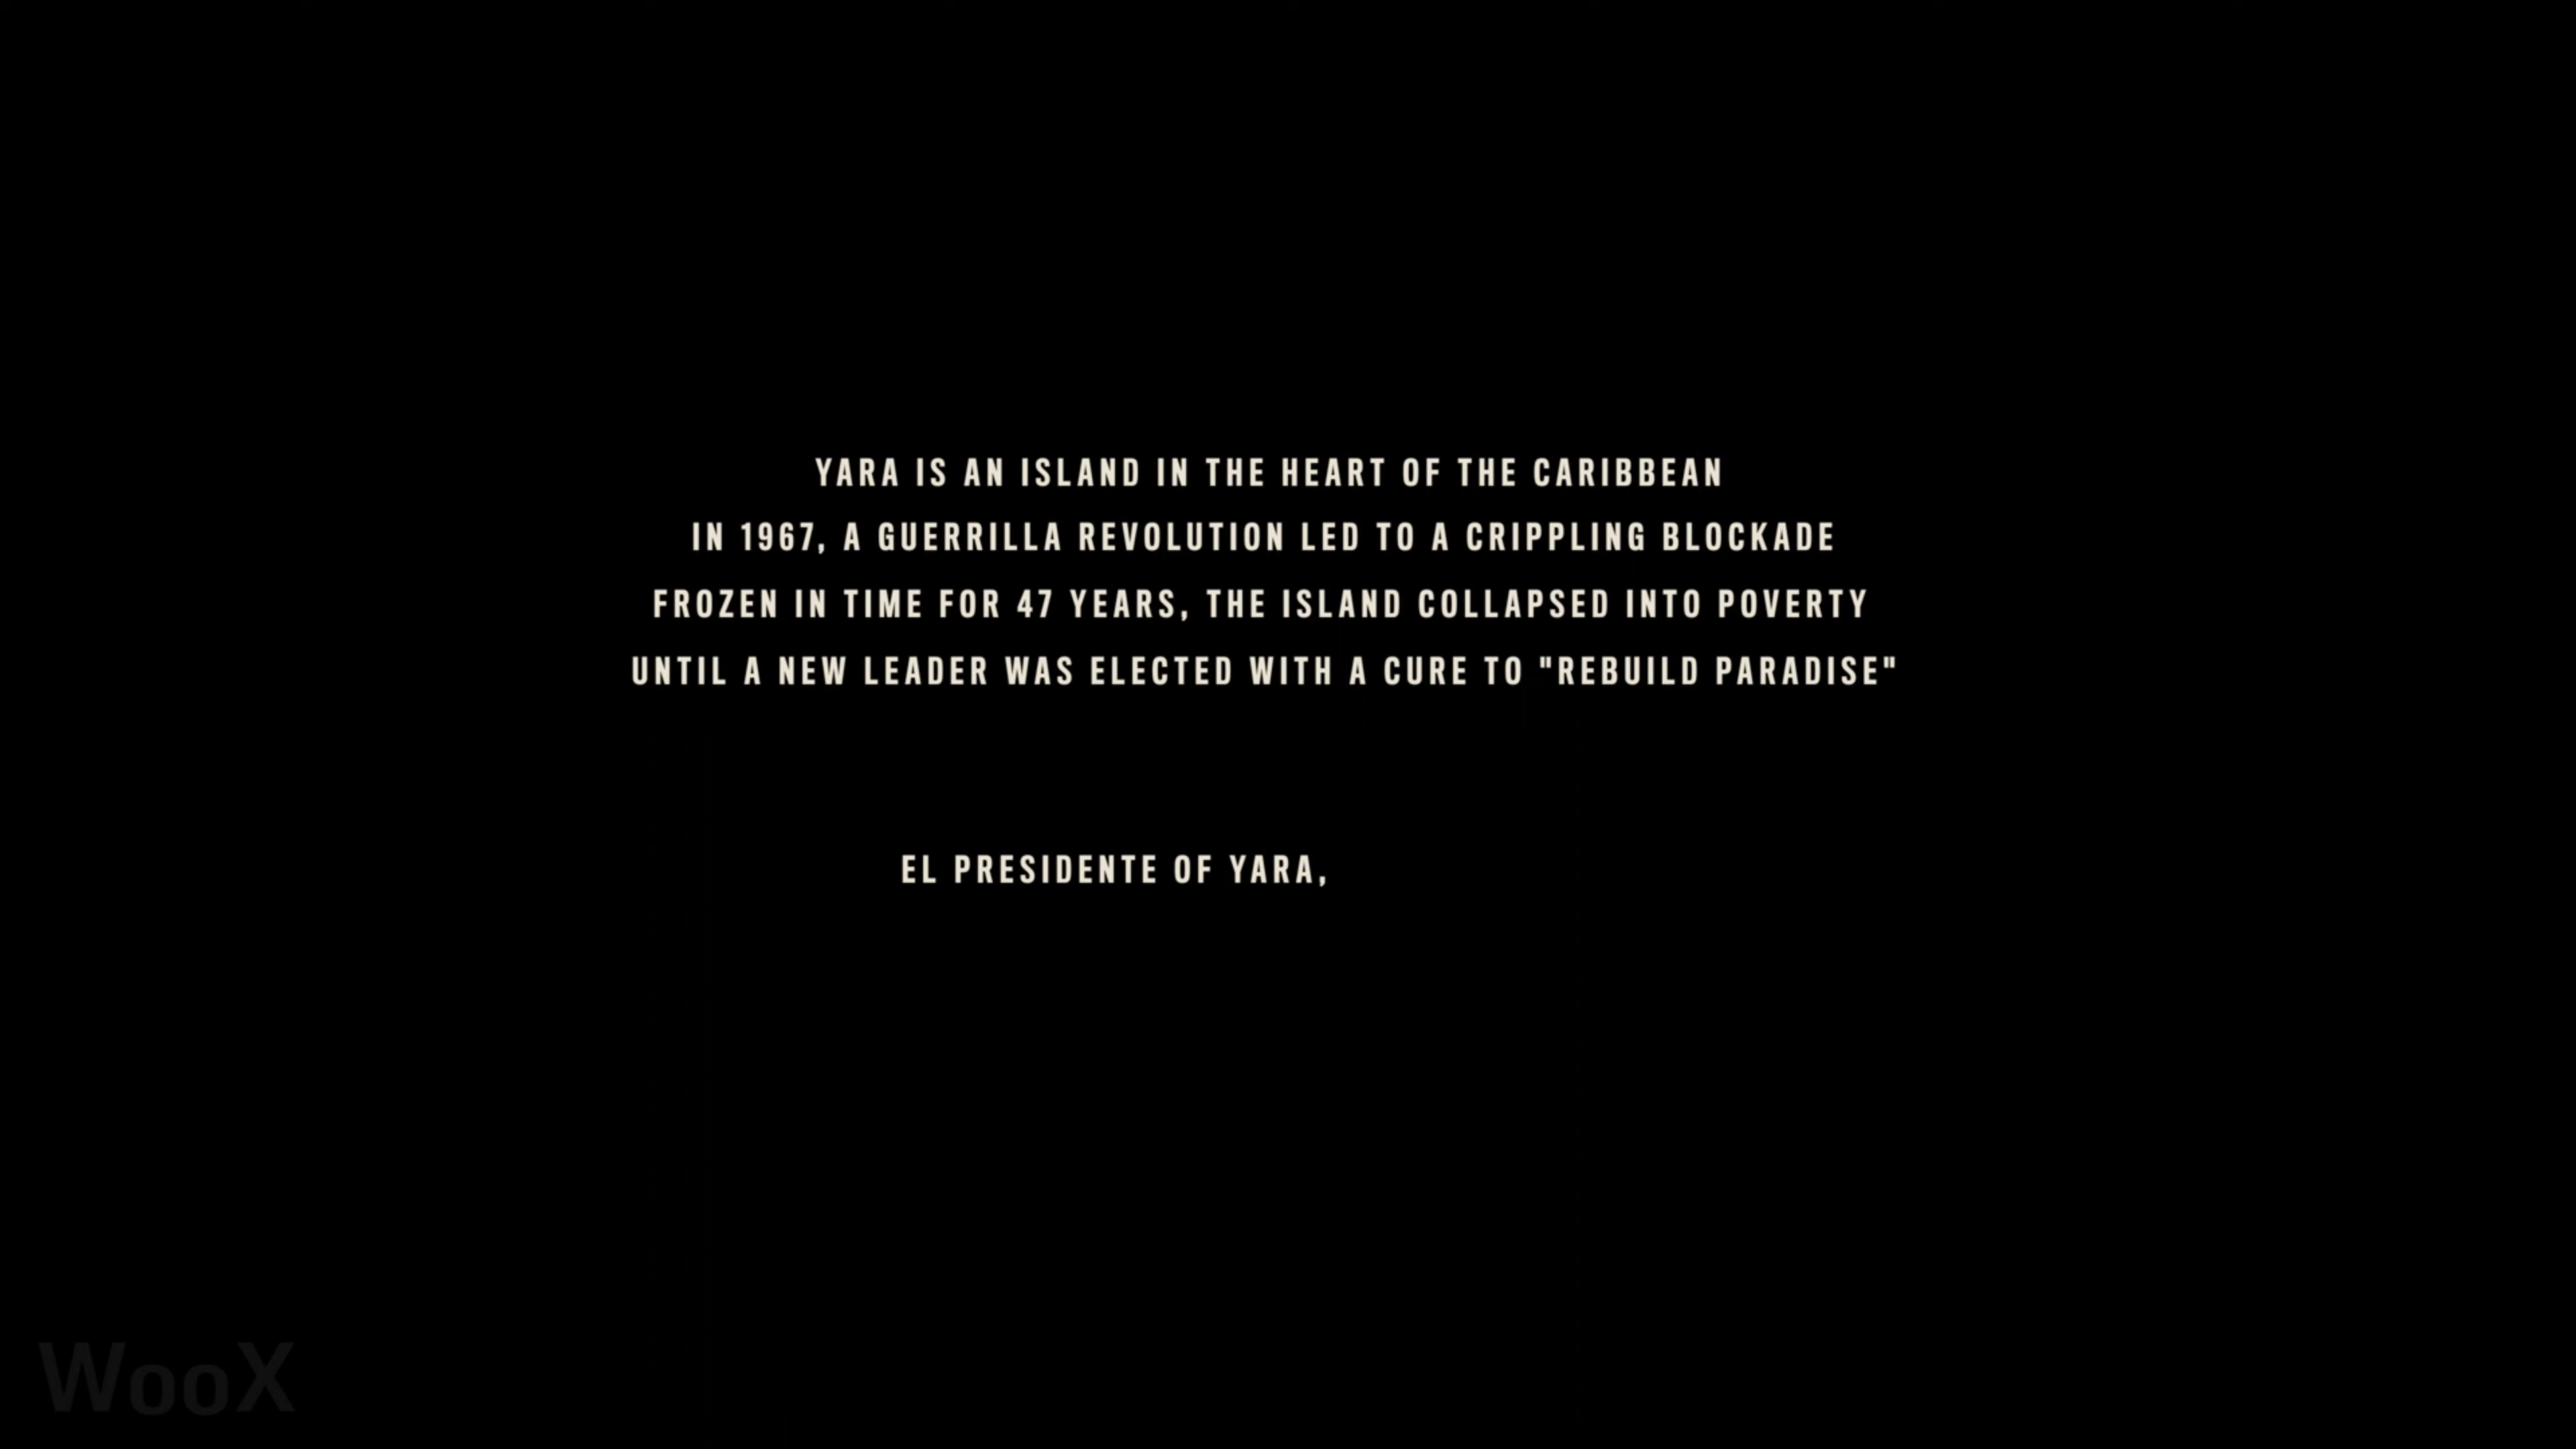 YARA IS AN ISLAND IN THE HEART OF THE CARIBBEAN
IN 1967, A GUERRILLA REVOLUTION LED TO A CRIPPLING BLOCKADE
FROZEN IN TIME FOR 47 YEARS, THE ISLAND COLLAPSED INTO POVERTY
UNTIL A NEW LEADER WAS ELECTED WITH A CURE TO "REBUILD PARADISE"
EL PRESIDENTE OF YARA,
WooX